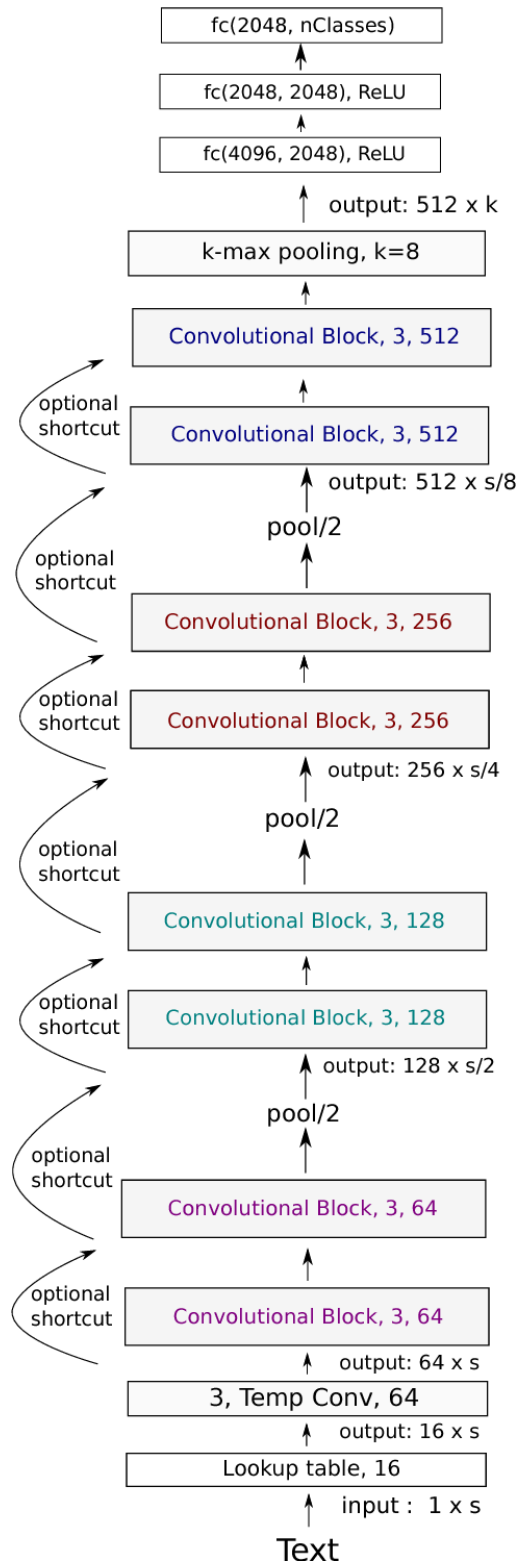 fc(2048, nClasses)
fc(2048, 2048), ReLU
fc(4096, 2048), ReLU
output: 512 x k
k-max pooling, k=8
Convolutional Block, 3, 512
optional
shortcut
Convolutional Block, 3, 512
output: 512 x s/8
pool/2
optional
shortcut
Convolutional Block, 3, 256
optional
shortcut
Convolutional Block, 3, 256
output: 256 x s/4
pool/2
optional
shortcut
Convolutional Block, 3, 128
optional
shortcut
Convolutional Block, 3, 128
output: 128 x s/2
pool/2
optional
shortcut
Convolutional Block, 3, 64
optional
shortcut
Convolutional Block, 3, 64
output: 64 x s
3, Temp Conv, 64
output: 16 x s
Lookup table, 16
input : 1 x s
Text